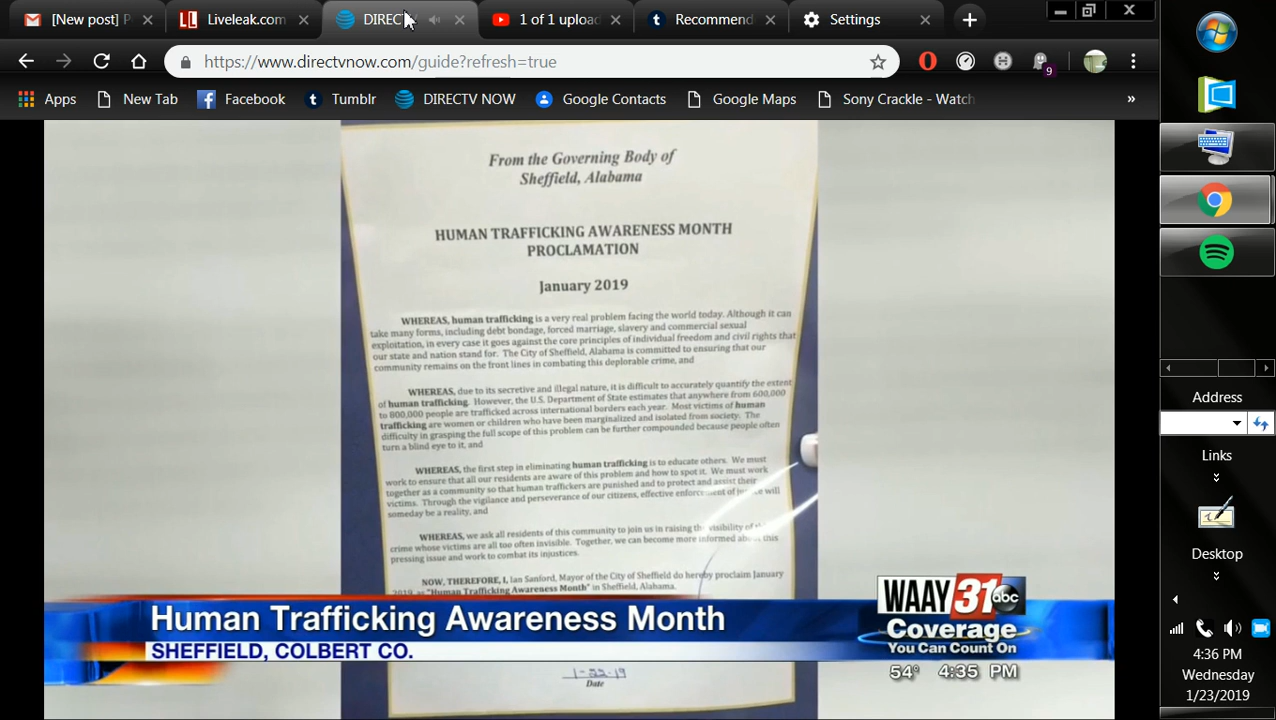 [New post] P
Liveleak.com
DIRECT
1 of 1 upload
Recommend
Settings
https://www.directvnow.com/guide?refresh=true
9
Apps
New Tab
Facebook
Tumblr
DIRECTV NOW
Google Contacts
Google Maps
Sony Crackle - Watch
»
From the Governing Body of
Sheffield, Alabama
HUMAN TRAFFICKING AWARENESS MONTH
PROCLAMATION
January 2019
WHEREAS, human trafficking is a very real problem facing the world today. Although it can
take many forms, including debt bondage, forced marriage, slavery and commercial sexual
exploitation, in every case it goes against the core principles of individual freedom and civil rights that
our state and nation stand for. The City of Sheffield, Alabama is committed to ensuring that our
community remains on the front lines in combating this deplorable crime, and
WHEREAS, due to its secretive and illegal nature, it is difficult to accurately quantify the extent
of human trafficking. However, the U.S. Department of State estimates that anywhere from 600,000
to 800,000 people are trafficked across international borders each year. Most victims of human
trafficking are women or children who have been marginalized and isolated from society. The
difficulty in grasping the full scope of this problem can be further compounded because people often
turn a blind eye to it, and
WHEREAS, the first step in eliminating human trafficking is to educate others. We must
work to ensure that all our residents are aware of this problem and how to spot it. We must work
together as a community so that human traffickers are punished and to protect and assist their
victims. Through the vigilance and perseverance of our citizens, effective enforcement of justice will
someday be a reality, and
WHEREAS, we ask all residents of this community to join us in raising the visibility of
crime whose victims are all too often invisible. Together, we can become more informed about this
pressing issue and work to combat its injustices.
NOW, THEREFORE, I, Ian Sanford, Mayor of the City of Sheffield do hereby proclaim January
2019, as "Human Trafficking Awareness Month" in Sheffield, Alabama.
Human Trafficking Awareness Month
SHEFFIELD, COLBERT CO.
WAAY 31 abc
Coverage
You Can Count On
54° 4:35 PM
1-22-19
Date
Address
Links
Desktop
4:36 PM
Wednesday
1/23/2019